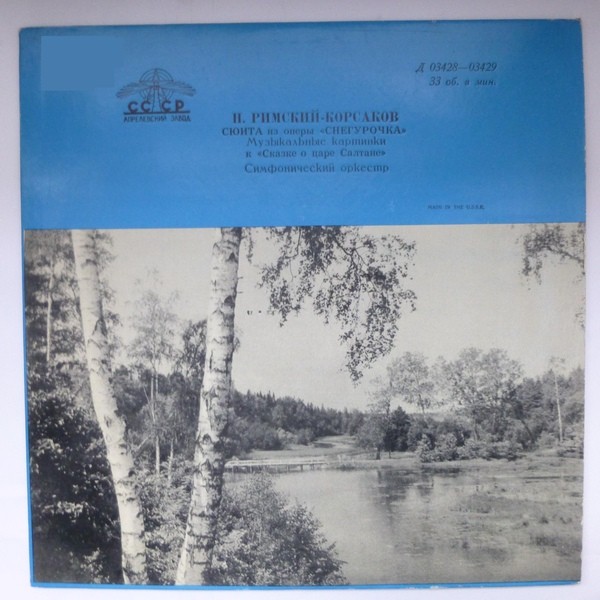 СССР
АПРЕЛЕВСКИЙ ЗАВОД
Д 03428—03429
33 об. в мин.
Н. РИМСКИЙ-КОРСАКОВ
СЮИТА из оперы «СНЕГУРОЧКА»
Музыкальные картинки
к «Сказке о царе Салтане»
Симфонический оркестр
MADE IN THE U.S.S.R.